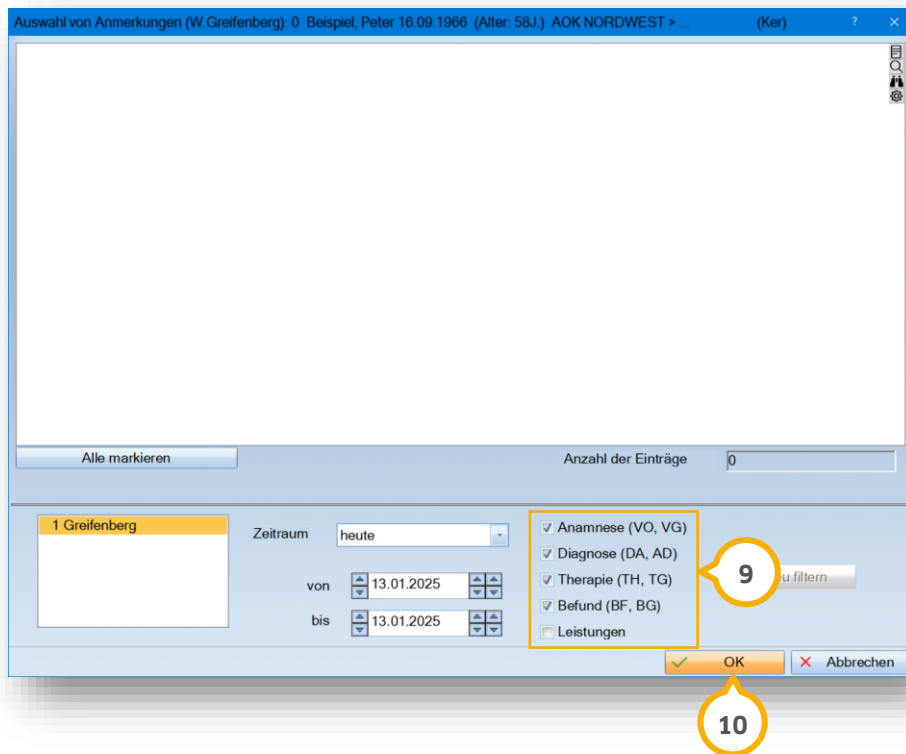 Auswahl von Anmerkungen (W.Greifenberg): 0 Beispiel, Peter 16.09.1966 (Alter: 58J.) AOK NORDWEST > ... (Ker) ? ×
Alle markieren
Anzahl der Einträge 0
1 Greifenberg
Zeitraum heute
von 13.01.2025
bis 13.01.2025
Anamnese (VO, VG)
Diagnose (DA, AD)
Therapie (TH, TG)
Befund (BF, BG)
Leistungen
9
u filtern
OK
Abbrechen
10